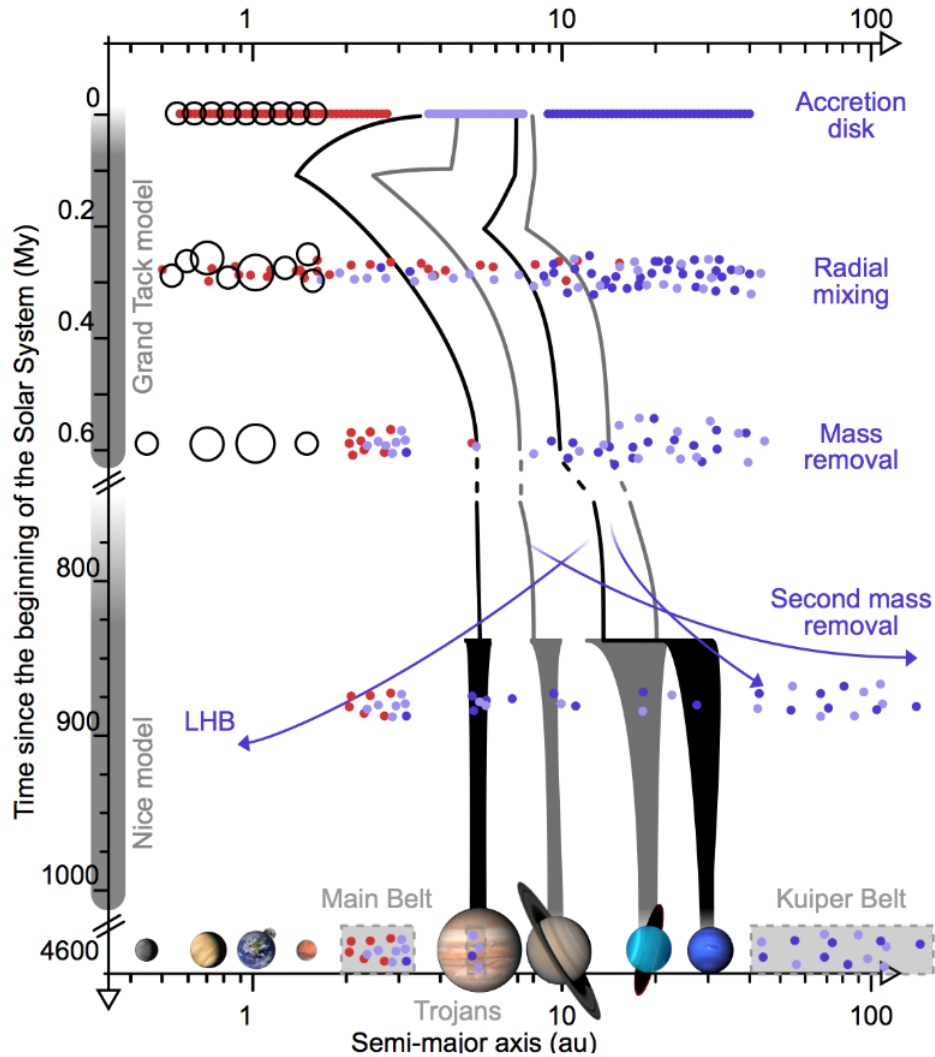 1 10 100
0
Accretion
disk
0.2
Radial
mixing
0.4
0.6
Mass
removal
Grand Tack model
Time since the beginning of the Solar System (My)
800
Second mass
removal
LHB
900
Nice model
1000
Main Belt
Kuiper Belt
4600
Trojans
1 10 100
Semi-major axis (au)